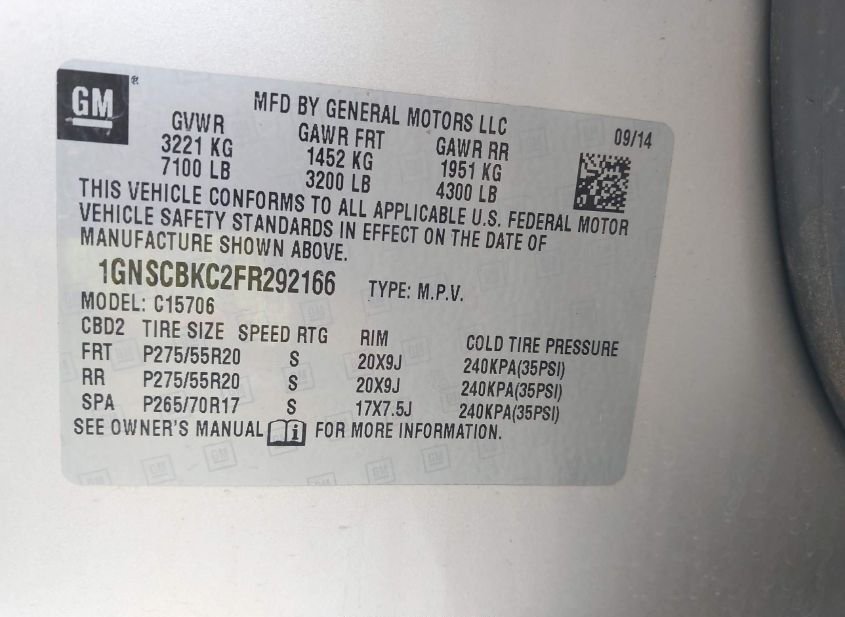 GM ®
MFD BY GENERAL MOTORS LLC
09/14
GVWR GAWR FRT GAWR RR
3221 KG 1452 KG 1951 KG
7100 LB 3200 LB 4300 LB
THIS VEHICLE CONFORMS TO ALL APPLICABLE U.S. FEDERAL MOTOR
VEHICLE SAFETY STANDARDS IN EFFECT ON THE DATE OF
MANUFACTURE SHOWN ABOVE.
1GNSCBKC2FR292166 TYPE: M.P.V.
MODEL: C15706
CBD2 TIRE SIZE SPEED RTG RIM COLD TIRE PRESSURE
FRT P275/55R20 S 20X9J 240KPA(35PSI)
RR P275/55R20 S 20X9J 240KPA(35PSI)
SPA P265/70R17 S 17X7.5J 240KPA(35PSI)
SEE OWNER'S MANUAL i FOR MORE INFORMATION.